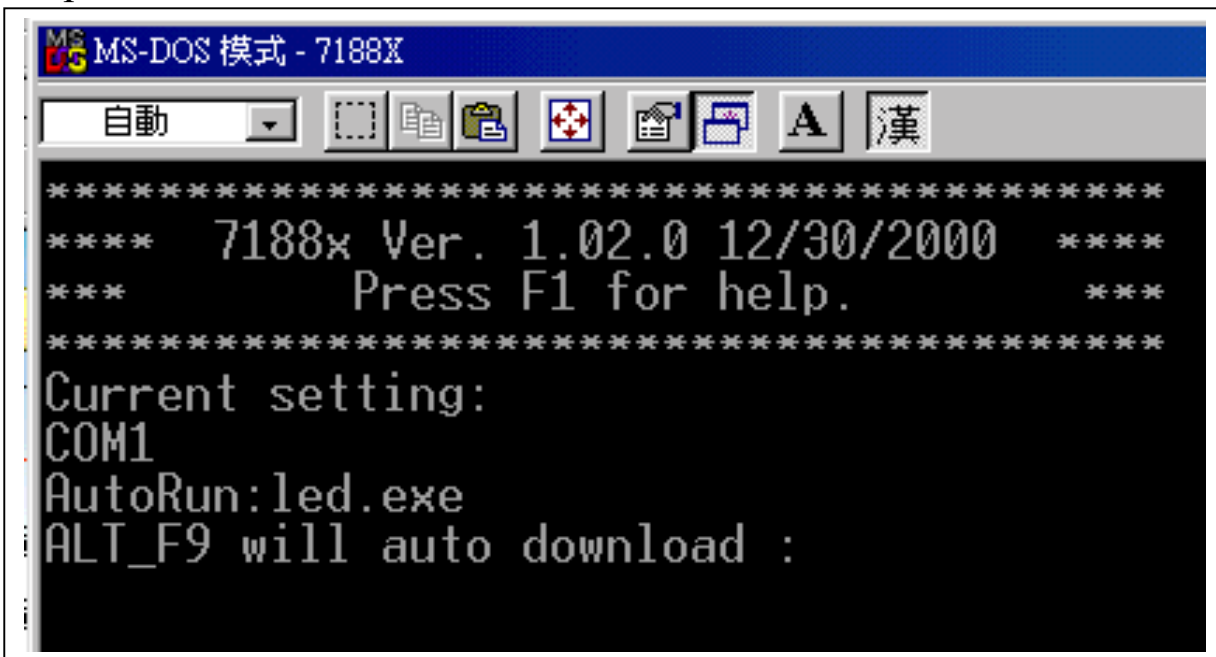 MS-DOS 模式 - 7188X
自動 A 漢
****************************************
**** 7188x Ver. 1.02.0 12/30/2000 ****
*** Press F1 for help. ***
****************************************
Current setting:
COM1
AutoRun:led.exe
ALT_F9 will auto download :